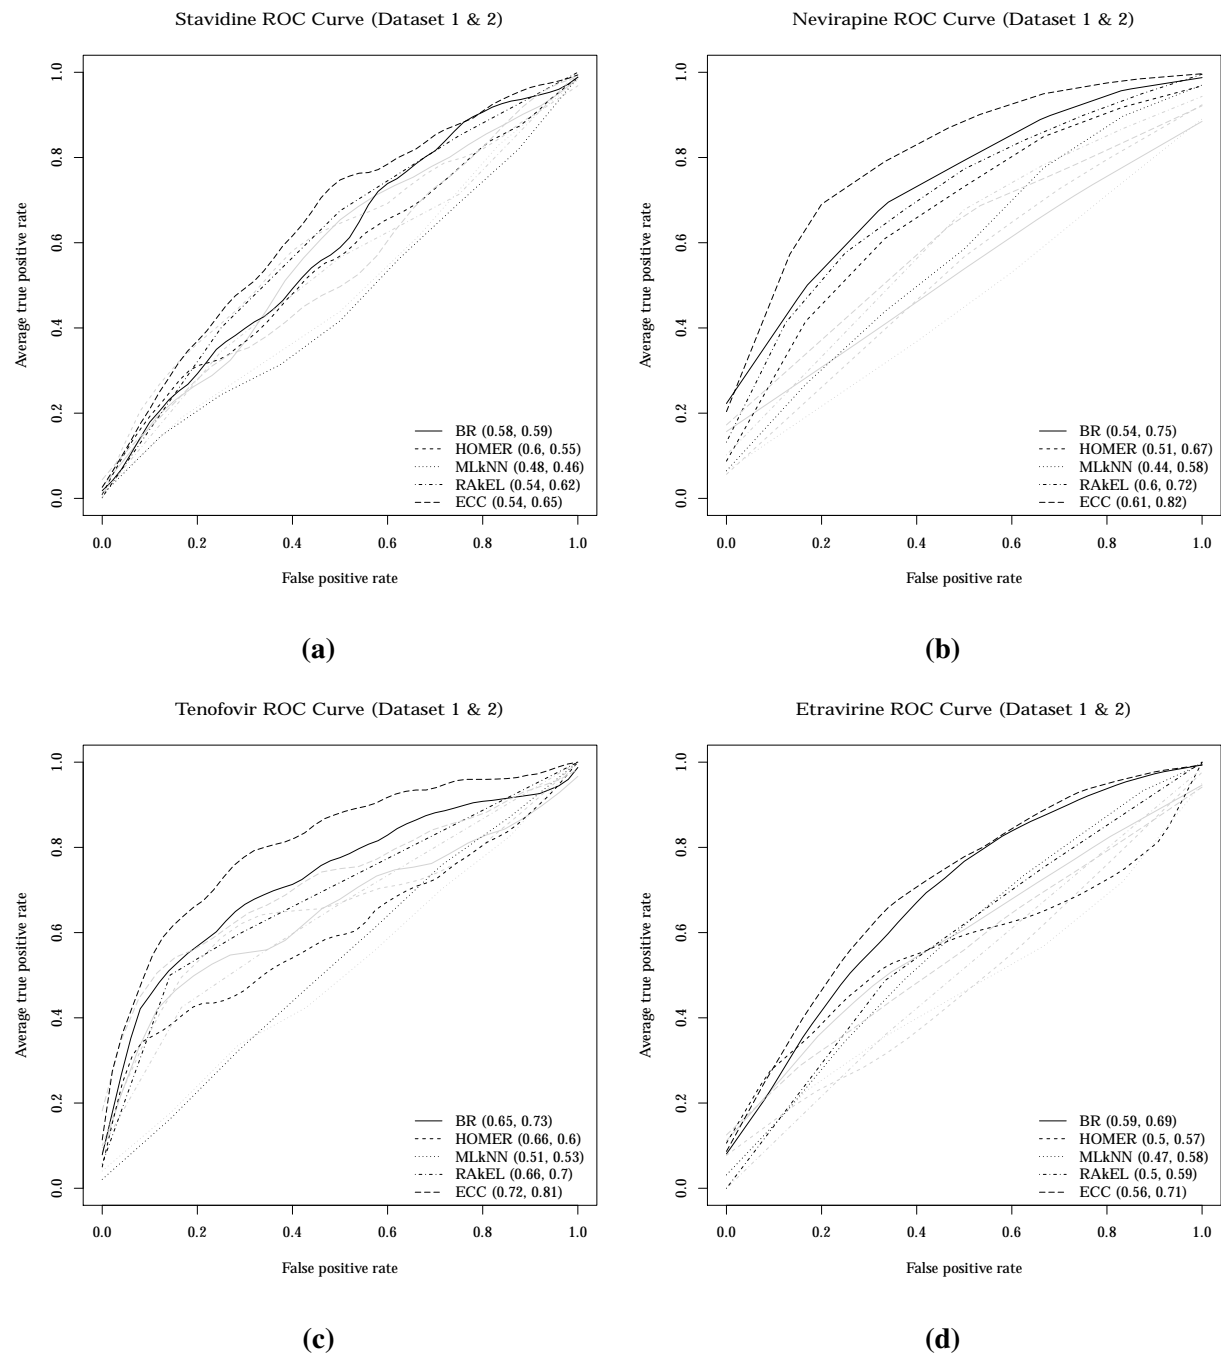 Stavidine ROC Curve (Dataset 1 & 2)
Average true positive rate
0.0 0.2 0.4 0.6 0.8 1.0
BR (0.58, 0.59)
HOMER (0.6, 0.55)
MLkNN (0.48, 0.46)
RAkEL (0.54, 0.62)
ECC (0.54, 0.65)
0.0 0.2 0.4 0.6 0.8 1.0
False positive rate
(a)
Nevirapine ROC Curve (Dataset 1 & 2)
Average true positive rate
0.0 0.2 0.4 0.6 0.8 1.0
BR (0.54, 0.75)
HOMER (0.51, 0.67)
MLkNN (0.44, 0.58)
RAkEL (0.6, 0.72)
ECC (0.61, 0.82)
0.0 0.2 0.4 0.6 0.8 1.0
False positive rate
(b)
Tenofovir ROC Curve (Dataset 1 & 2)
Average true positive rate
0.0 0.2 0.4 0.6 0.8 1.0
BR (0.65, 0.73)
HOMER (0.66, 0.6)
MLkNN (0.51, 0.53)
RAkEL (0.66, 0.7)
ECC (0.72, 0.81)
0.0 0.2 0.4 0.6 0.8 1.0
False positive rate
(c)
Etravirine ROC Curve (Dataset 1 & 2)
Average true positive rate
0.0 0.2 0.4 0.6 0.8 1.0
BR (0.59, 0.69)
HOMER (0.5, 0.57)
MLkNN (0.47, 0.58)
RAkEL (0.5, 0.59)
ECC (0.56, 0.71)
0.0 0.2 0.4 0.6 0.8 1.0
False positive rate
(d)